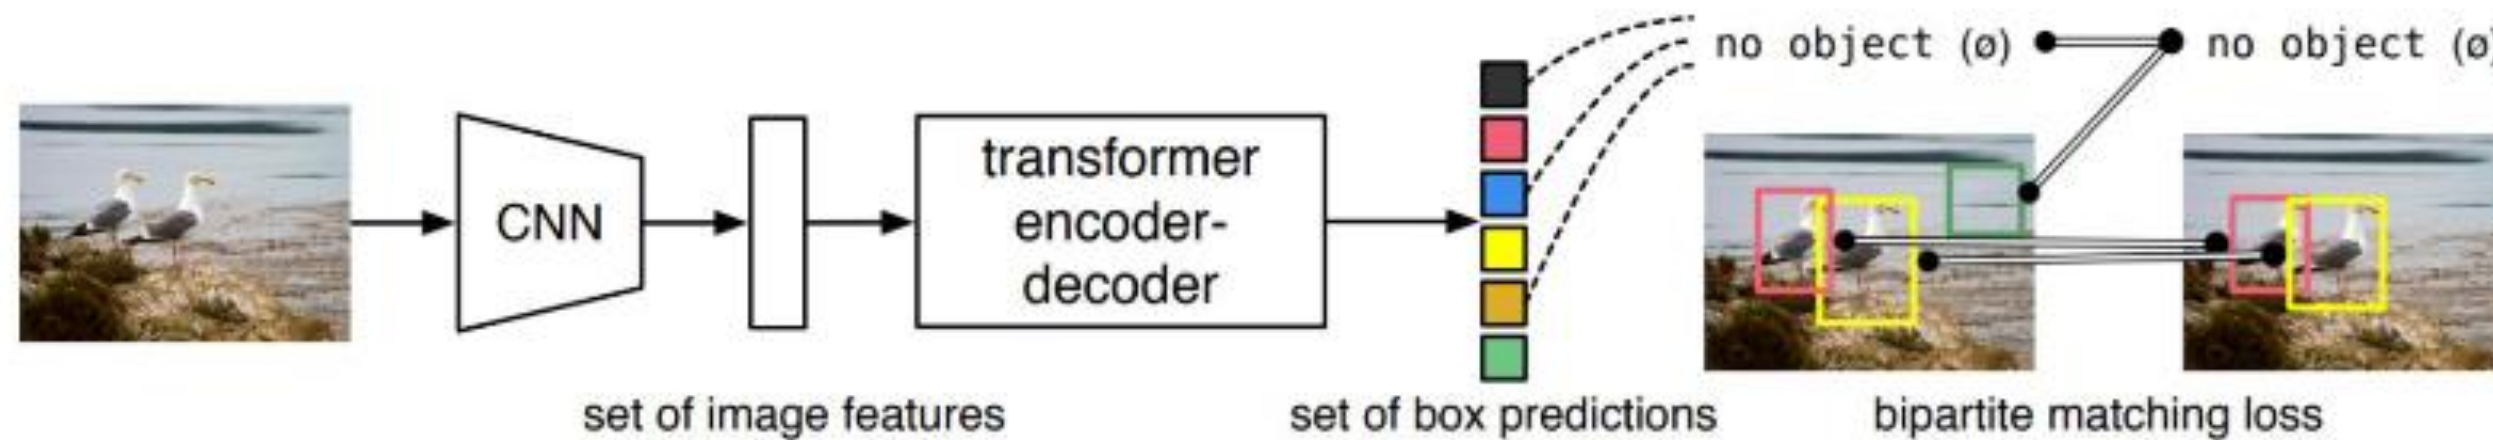 no object (ø)
no object (ø
CNN
transformer
encoder-
decoder
set of image features
set of box predictions
bipartite matching loss